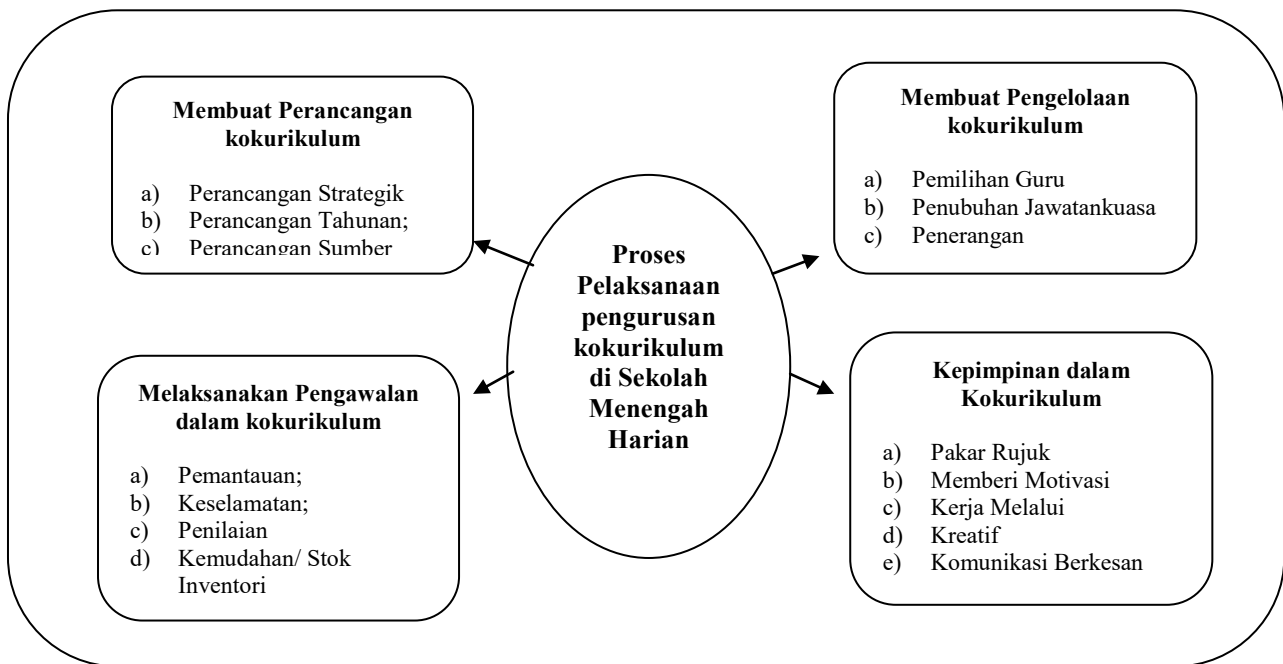 Membuat Perancangan
kokurikulum
a) Perancangan Strategik
b) Perancangan Tahunan;
c) Perancangan Sumber
Membuat Pengelolaan
kokurikulum
a) Pemilihan Guru
b) Penubuhan Jawatankuasa
c) Penerangan
Proses
Pelaksanaan
pengurusan
kokurikulum
di Sekolah
Menengah
Harian
Melaksanakan Pengawalan
dalam kokurikulum
a) Pemantauan;
b) Keselamatan;
c) Penilaian
d) Kemudahan/ Stok
Inventori
Kepimpinan dalam
Kokurikulum
a) Pakar Rujuk
b) Memberi Motivasi
c) Kerja Melalui
d) Kreatif
e) Komunikasi Berkesan